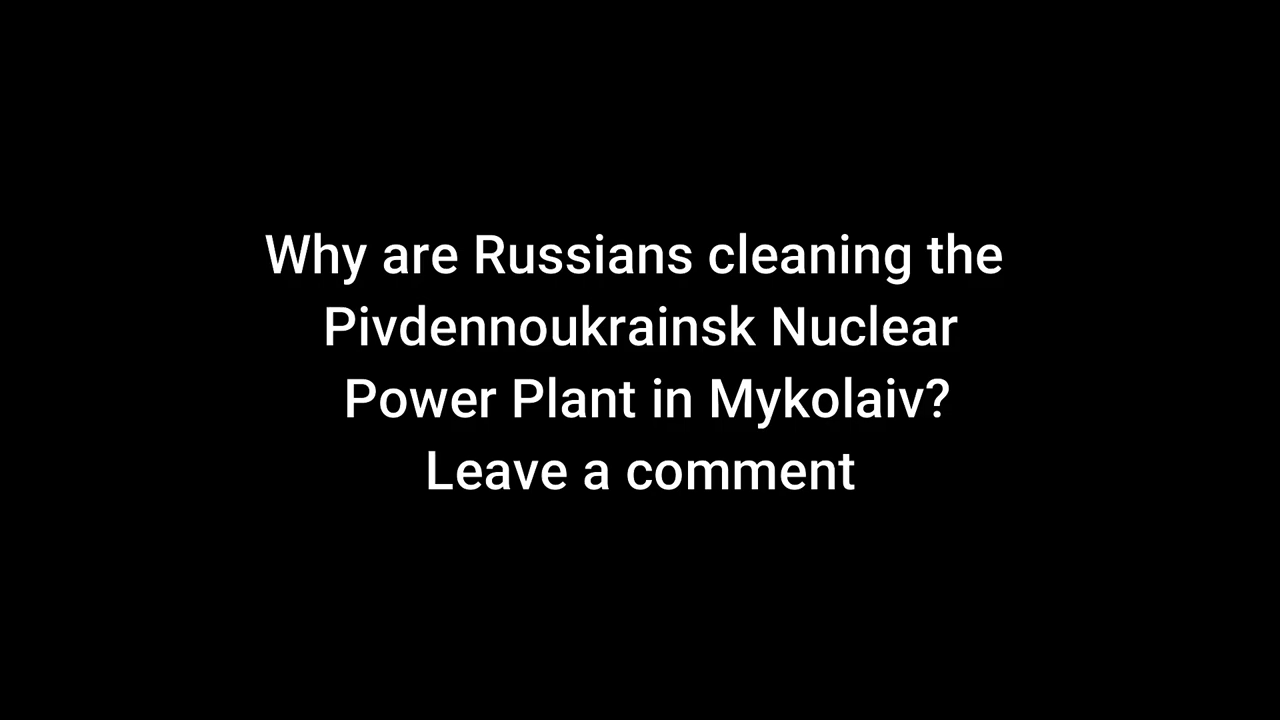 Why are Russians cleaning the
Pivdennoukrainsk Nuclear
Power Plant in Mykolaiv?
Leave a comment